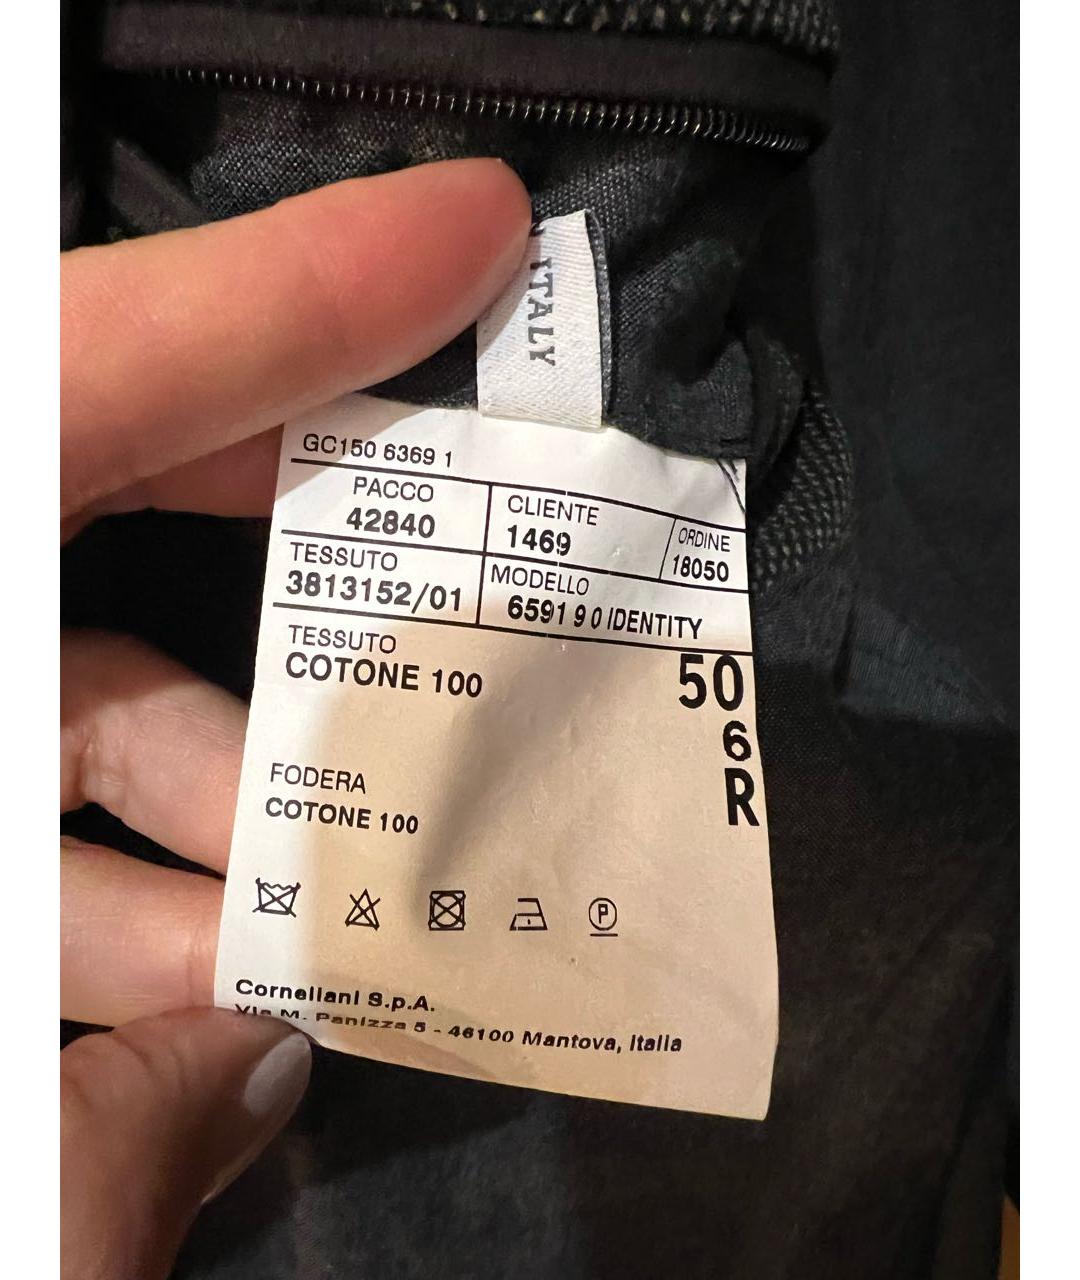 ITALY
GC150 6369 1
PACCO
42840
CLIENTE
1469
ORDINE
18050
TESSUTO
3813152/01
MODELLO
6591 9 0 IDENTITY
TESSUTO
COTONE 100
50
6
R
FODERA
COTONE 100
P
Corneliani S.p.A.
Via M. Panizza 5 - 46100 Mantova, Italia